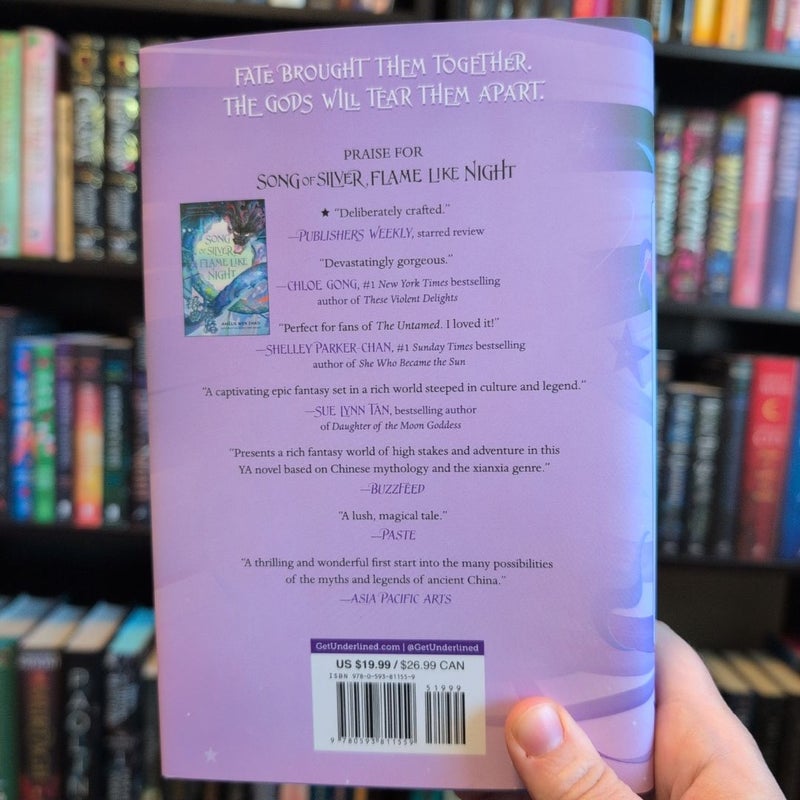 FATE BROUGHT THEM TOGETHER.
THE GODS WILL TEAR THEM APART.
PRAISE FOR
SONG OF SILVER, FLAME LIKE NIGHT
SONG
OF SILVER,
FLAME LIKE
NIGHT
AMÉLIE WEN ZHAO
★ “Deliberately crafted.”
—PUBLISHERS WEEKLY, starred review
“Devastatingly gorgeous.”
—CHLOE GONG, #1 New York Times bestselling
author of These Violent Delights
“Perfect for fans of The Untamed. I loved it!”
—SHELLEY PARKER-CHAN, #1 Sunday Times bestselling
author of She Who Became the Sun
“A captivating epic fantasy set in a rich world steeped in culture and legend.”
—SUE LYNN TAN, bestselling author
of Daughter of the Moon Goddess
“Presents a rich fantasy world of high stakes and adventure in this
YA novel based on Chinese mythology and the xianxia genre.”
—BUZZFEED
“A lush, magical tale.”
—PASTE
“A thrilling and wonderful first start into the many possibilities
of the myths and legends of ancient China.”
—ASIA PACIFIC ARTS
GetUnderlined.com | @GetUnderlined
US $19.99 / $26.99 CAN
ISBN 978-0-593-81155-9
51999
9 780593 811559